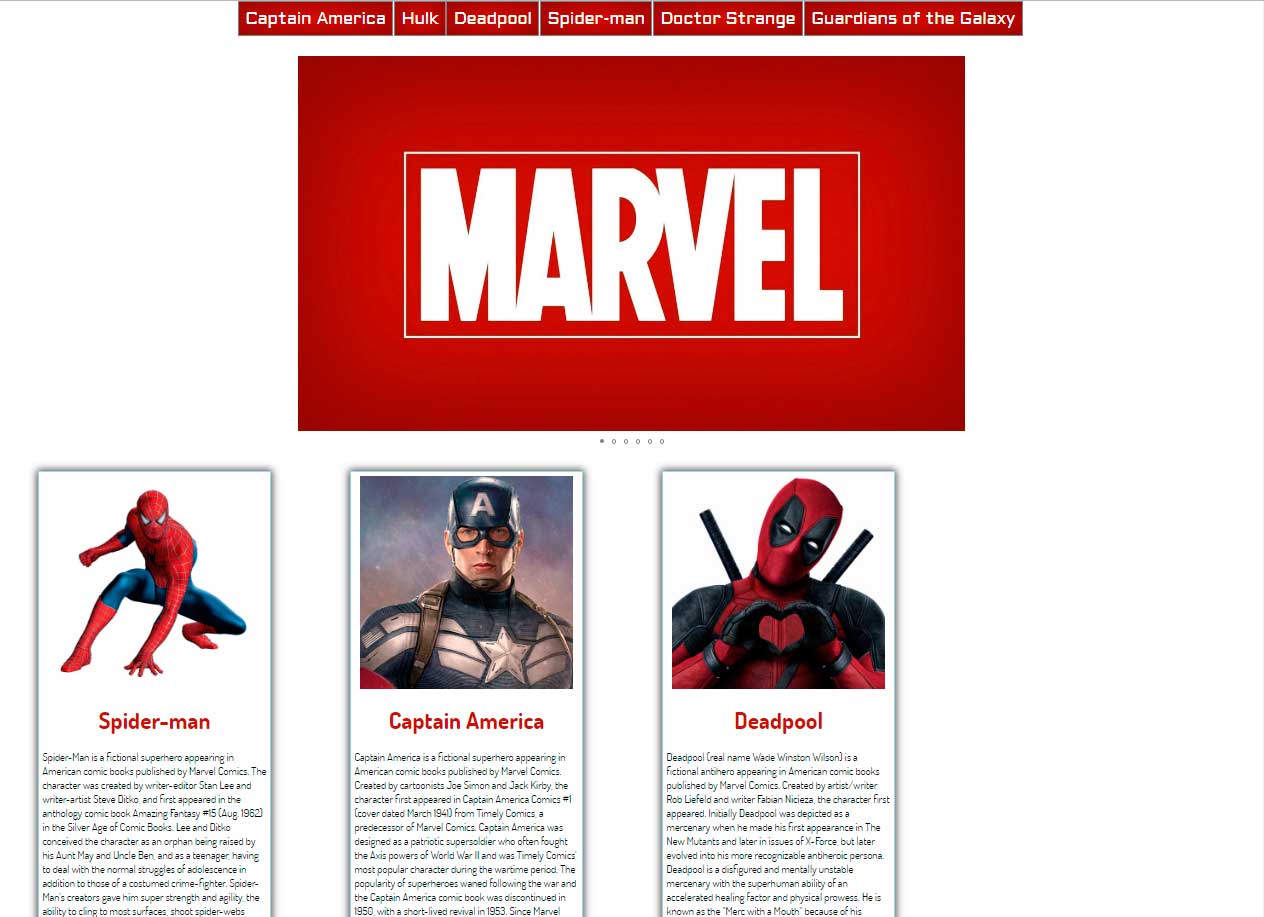 Captain America Hulk Deadpool Spider-man Doctor Strange Guardians of the Galaxy
MARVEL
A
Spider-man
Spider-Man is a fictional superhero appearing in
American comic books published by Marvel Comics. The
character was created by writer-editor Stan Lee and
writer-artist Steve Ditko, and first appeared in the
anthology comic book Amazing Fantasy #15 (Aug. 1962)
in the Silver Age of Comic Books. Lee and Ditko
conceived the character as an orphan being raised by
his Aunt May and Uncle Ben, and as a teenager, having
to deal with the normal struggles of adolescence in
addition to those of a costumed crime-fighter. Spider-
Man's creators gave him super strength and agility, the
ability to cling to most surfaces, shoot spider-webs
Captain America
Captain America is a fictional superhero appearing in
American comic books published by Marvel Comics.
Created by cartoonists Joe Simon and Jack Kirby, the
character first appeared in Captain America Comics #1
(cover dated March 1941) from Timely Comics, a
predecessor of Marvel Comics. Captain America was
designed as a patriotic supersoldier who often fought
the Axis powers of World War II and was Timely Comics'
most popular character during the wartime period. The
popularity of superheroes waned following the war and
the Captain America comic book was discontinued in
1950, with a short-lived revival in 1953. Since Marvel
Deadpool
Deadpool (real name Wade Winston Wilson) is a
fictional antihero appearing in American comic books
published by Marvel Comics. Created by artist/writer
Rob Liefeld and writer Fabian Nicieza, the character first
appeared. Initially Deadpool was depicted as a
mercenary when he made his first appearance in The
New Mutants and later in issues of X-Force, but later
evolved into his more recognizable antiheroic persona.
Deadpool is a disfigured and mentally unstable
mercenary with the superhuman ability of an
accelerated healing factor and physical prowess. He is
known as the "Merc with a Mouth" because of his